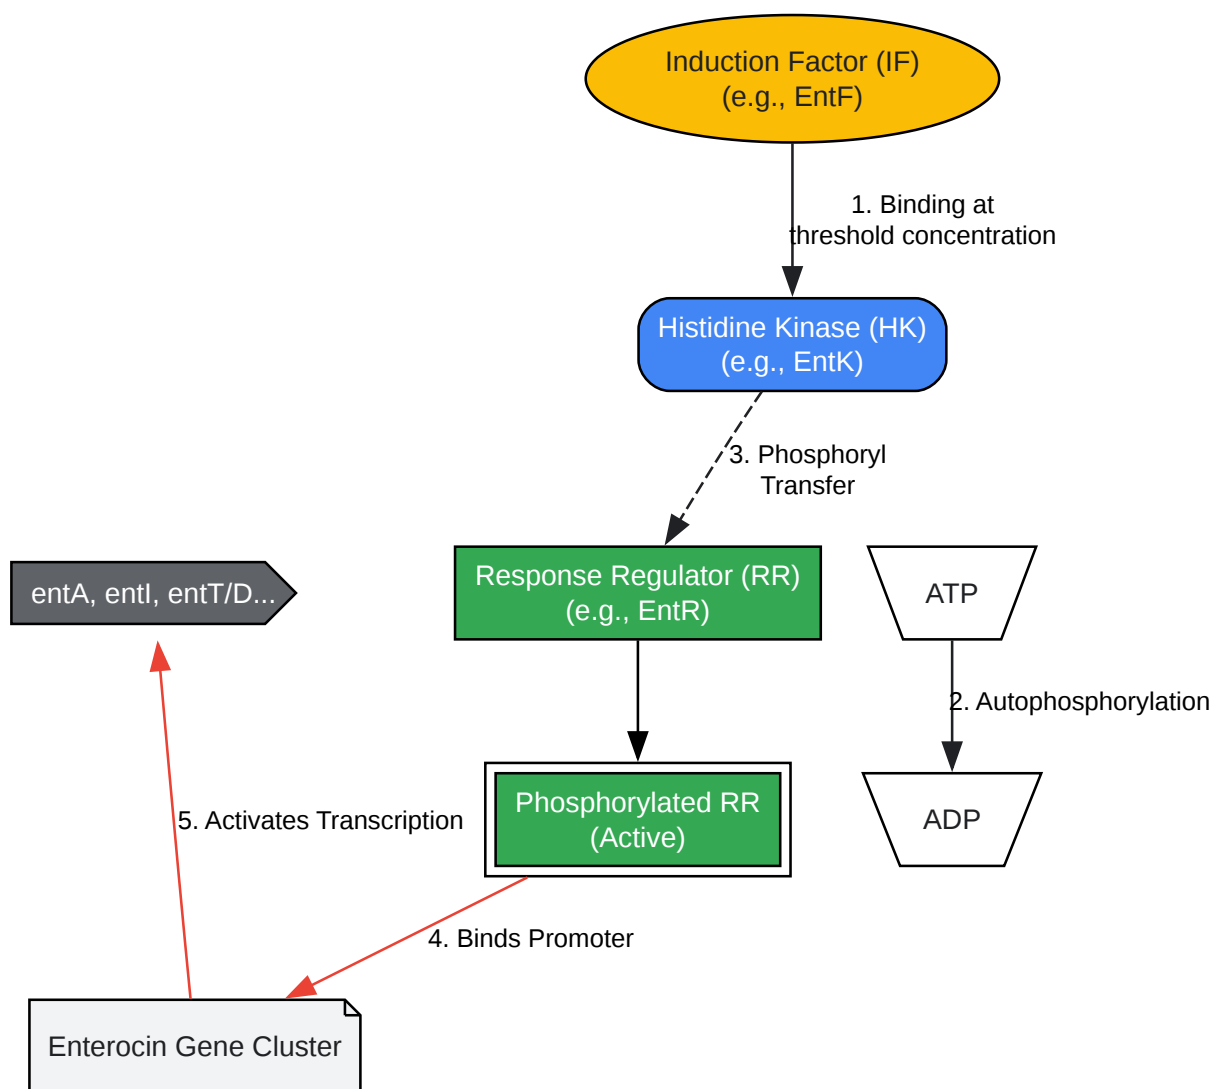 Induction Factor (IF)
(e.g., EntF)
1. Binding at
threshold concentration
Histidine Kinase (HK)
(e.g., EntK)
3. Phosphoryl
Transfer
entA, entI, entT/D...
Response Regulator (RR)
(e.g., EntR)
ATP
2. Autophosphorylation
5. Activates Transcription
Phosphorylated RR
(Active)
ADP
4. Binds Promoter
Enterocin Gene Cluster